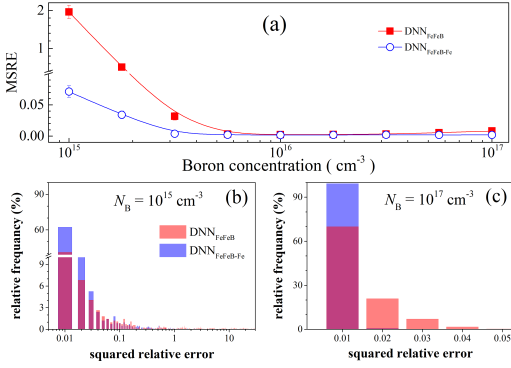 2
1
0.05
0.00
MSRE
(a)
DNN_FeFeB
DNN_FeFeB-Fe
10^15
10^16
10^17
Boron concentration ( cm^-3)
90
60
30
9
6
3
0
relative frequany (%)
N_B = 10^15 cm^-3
(b)
DNN_FeFeB
DNN_FeFeB-Fe
0.01
0.1
1
10
squared relative error
90
60
30
0
relative frequany (%)
N_B = 10^17 cm^-3
(c)
0.01
0.02
0.03
0.04
0.05
squared relative error